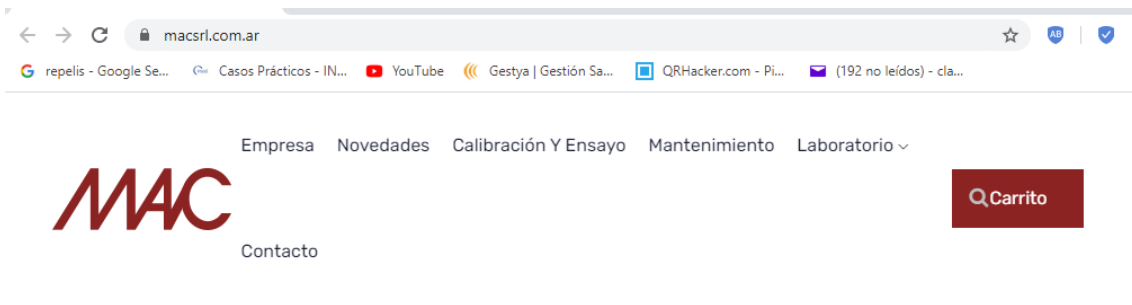 macsrl.com.ar
AB
G repelis - Google Se... Casos Prácticos - IN... YouTube Gestya | Gestión Sa... QRHacker.com - Pi... (192 no leídos) - cla...
Empresa Novedades Calibración Y Ensayo Mantenimiento Laboratorio
MAC
Carrito
Contacto